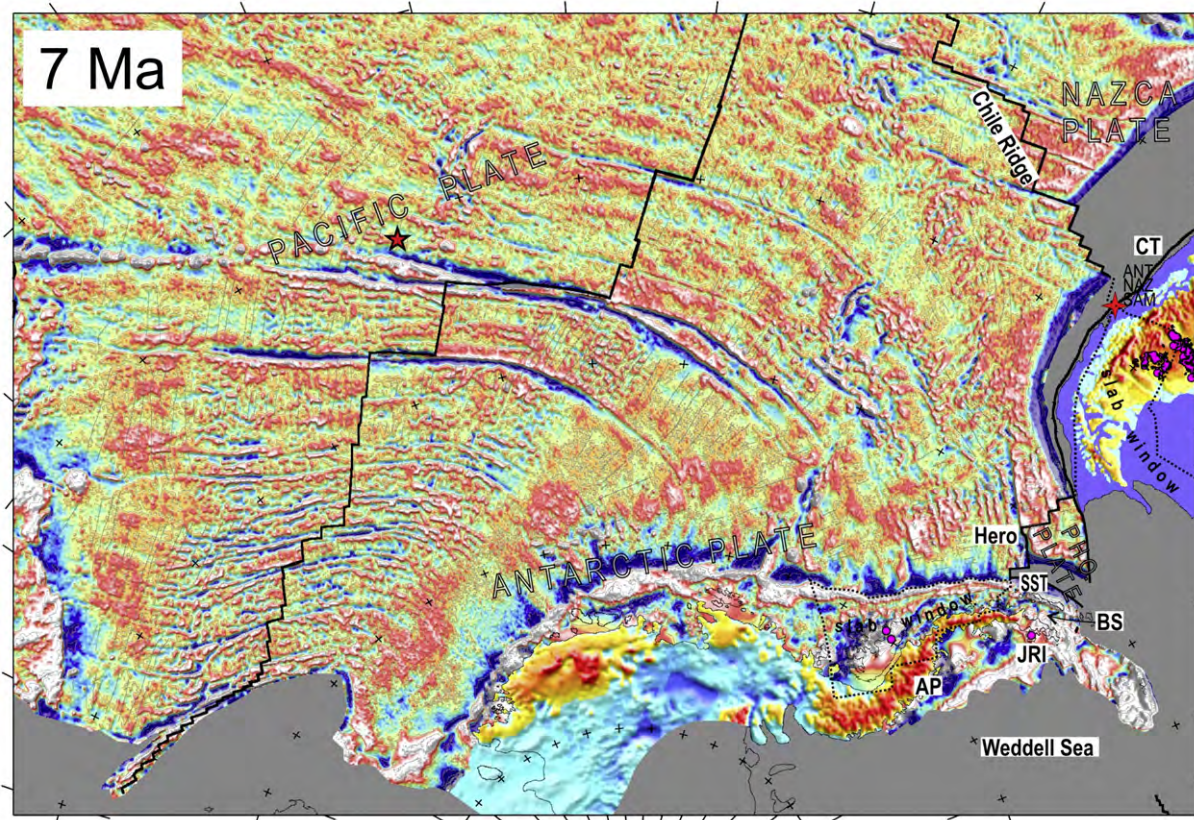 7 Ma
NAZCA
PLATE
Chile Ridge
PACIFIC PLATE
CT
ANT
NAZ
SAM
slab window
ANTARCTIC PLATE
Hero
PHO
PLATE
SST
slab window
BS
JRI
AP
Weddell Sea